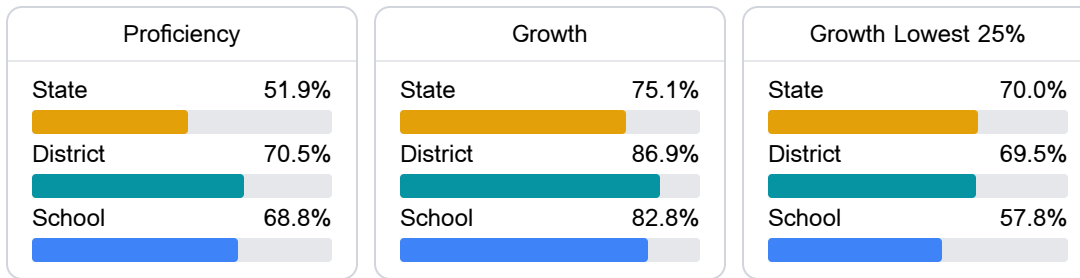 Proficiency
State 51.9%
District 70.5%
School 68.8%
Growth
State 75.1%
District 86.9%
School 82.8%
Growth Lowest 25%
State 70.0%
District 69.5%
School 57.8%